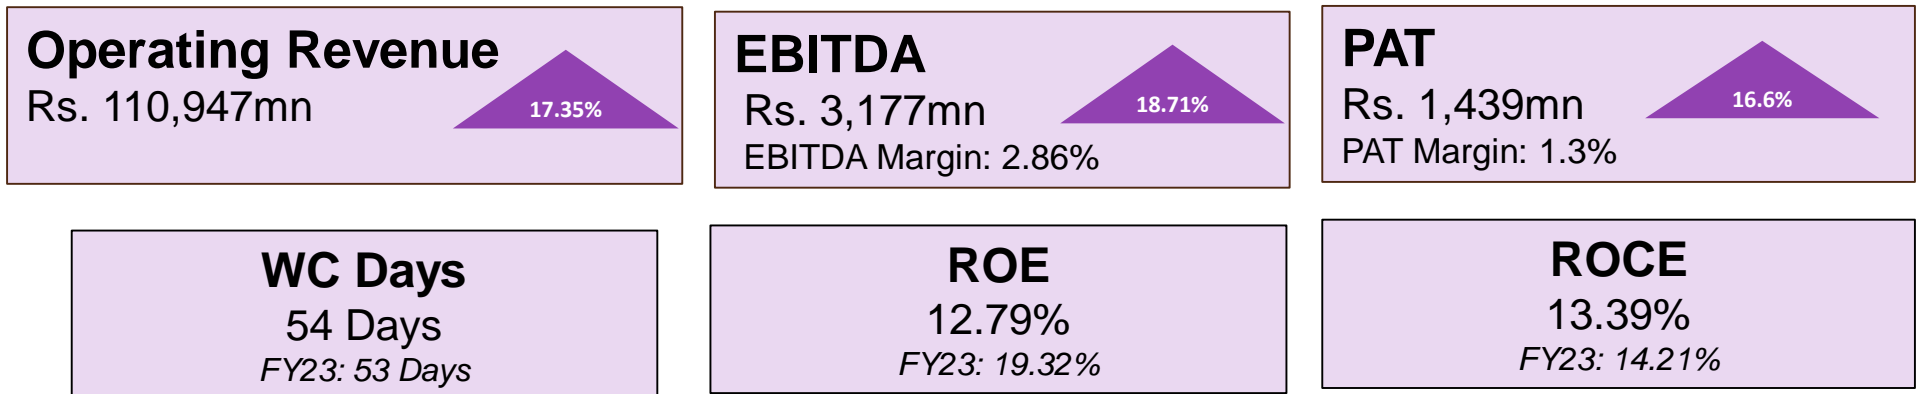 Operating Revenue
Rs. 110,947mn
17.35%
EBITDA
Rs. 3,177mn
EBITDA Margin: 2.86%
18.71%
PAT
Rs. 1,439mn
PAT Margin: 1.3%
16.6%
WC Days
54 Days
FY23: 53 Days
ROE
12.79%
FY23: 19.32%
ROCE
13.39%
FY23: 14.21%